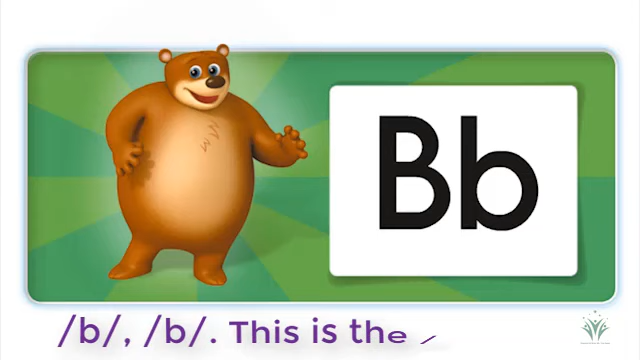 Bb
/b/, /b/. This is the